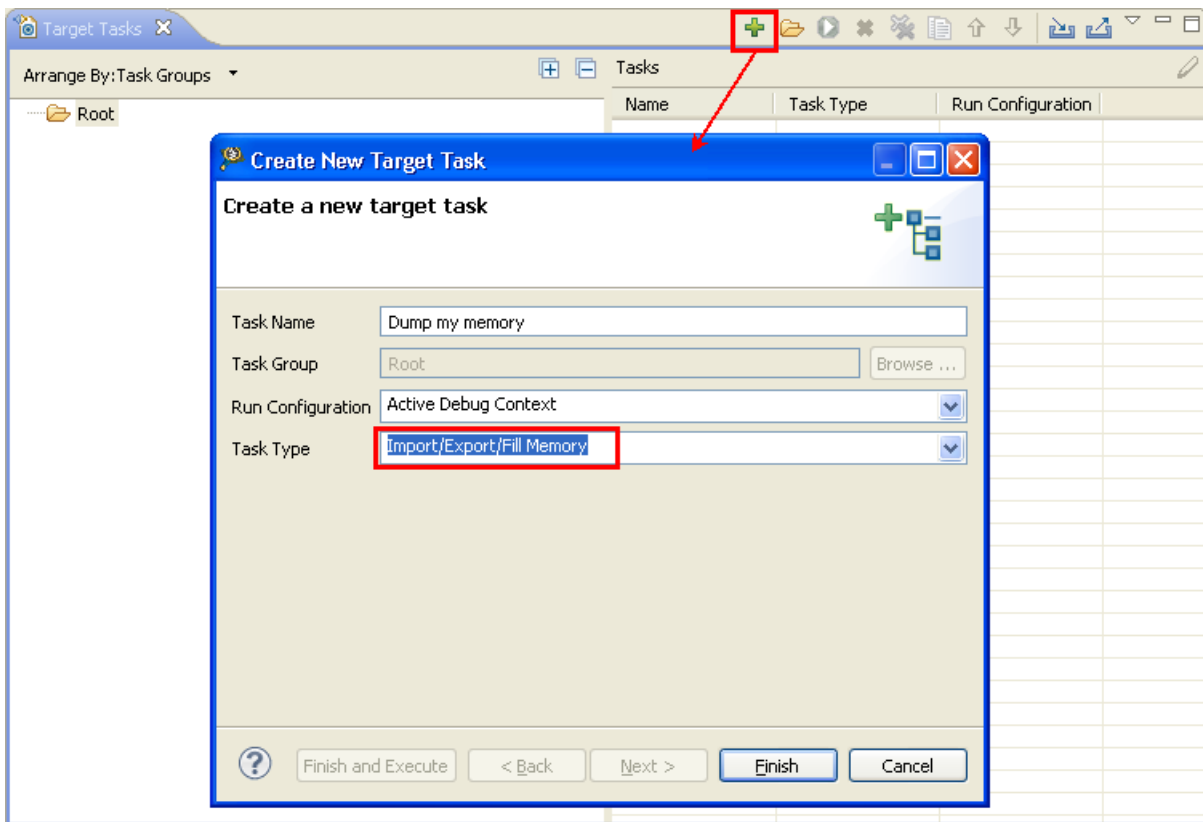 Target Tasks
Arrange By:Task Groups
Tasks
Root
Name Task Type Run Configuration
Create New Target Task
Create a new target task
Task Name Dump my memory
Task Group Root Browse ...
Run Configuration Active Debug Context
Task Type Import/Export/Fill Memory
? Finish and Execute < Back Next > Finish Cancel